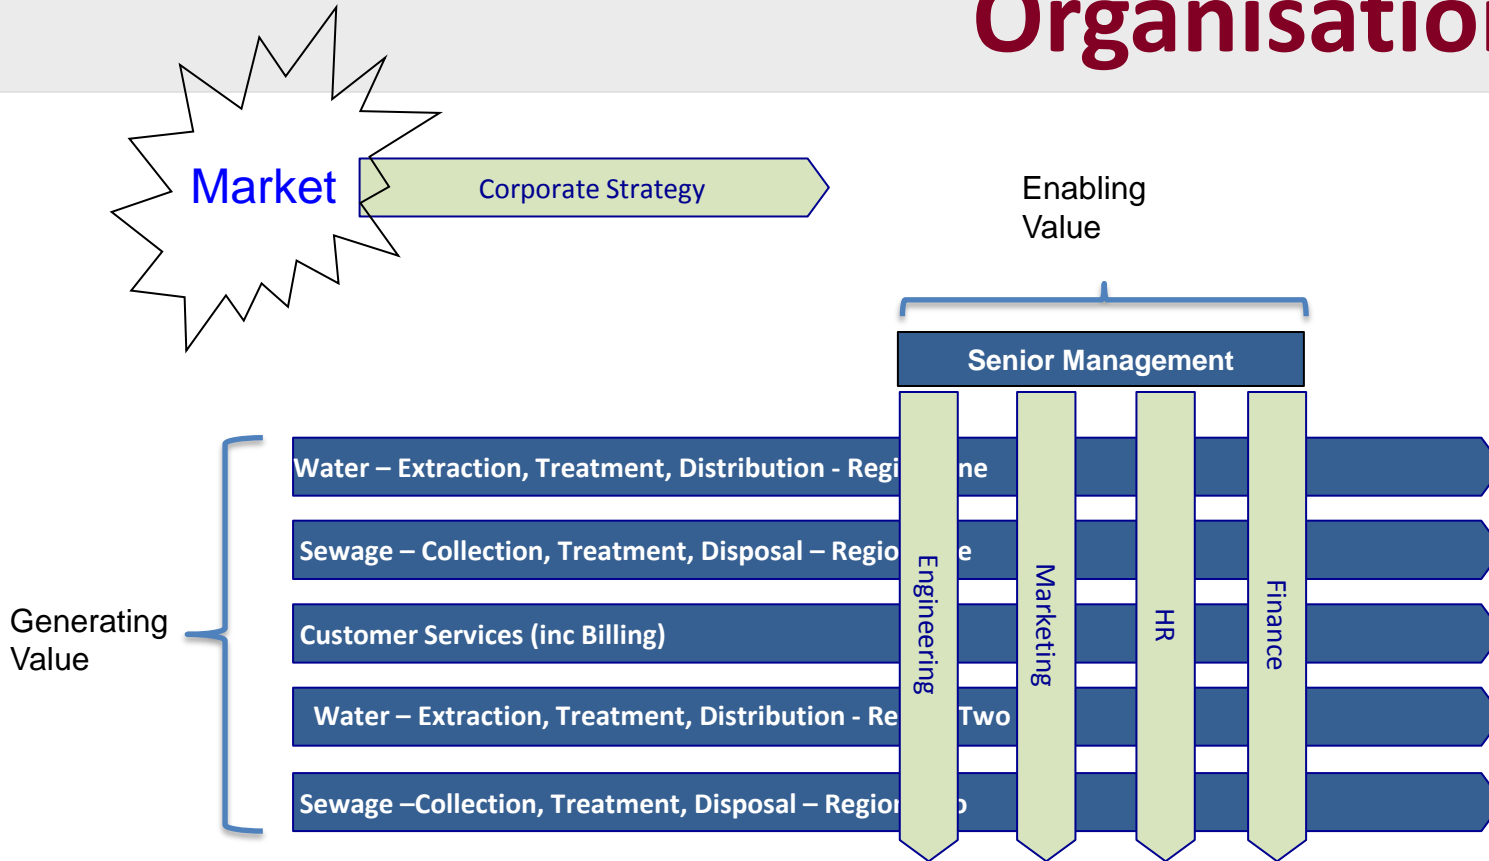 Organisation
Market
Corporate Strategy
Enabling
Value
Senior Management
Water – Extraction, Treatment, Distribution - Regi ne
Sewage – Collection, Treatment, Disposal – Regio e
Customer Services (inc Billing)
Water – Extraction, Treatment, Distribution - Re Two
Sewage –Collection, Treatment, Disposal – Region o
Engineering
Marketing
HR
Finance
Generating
Value